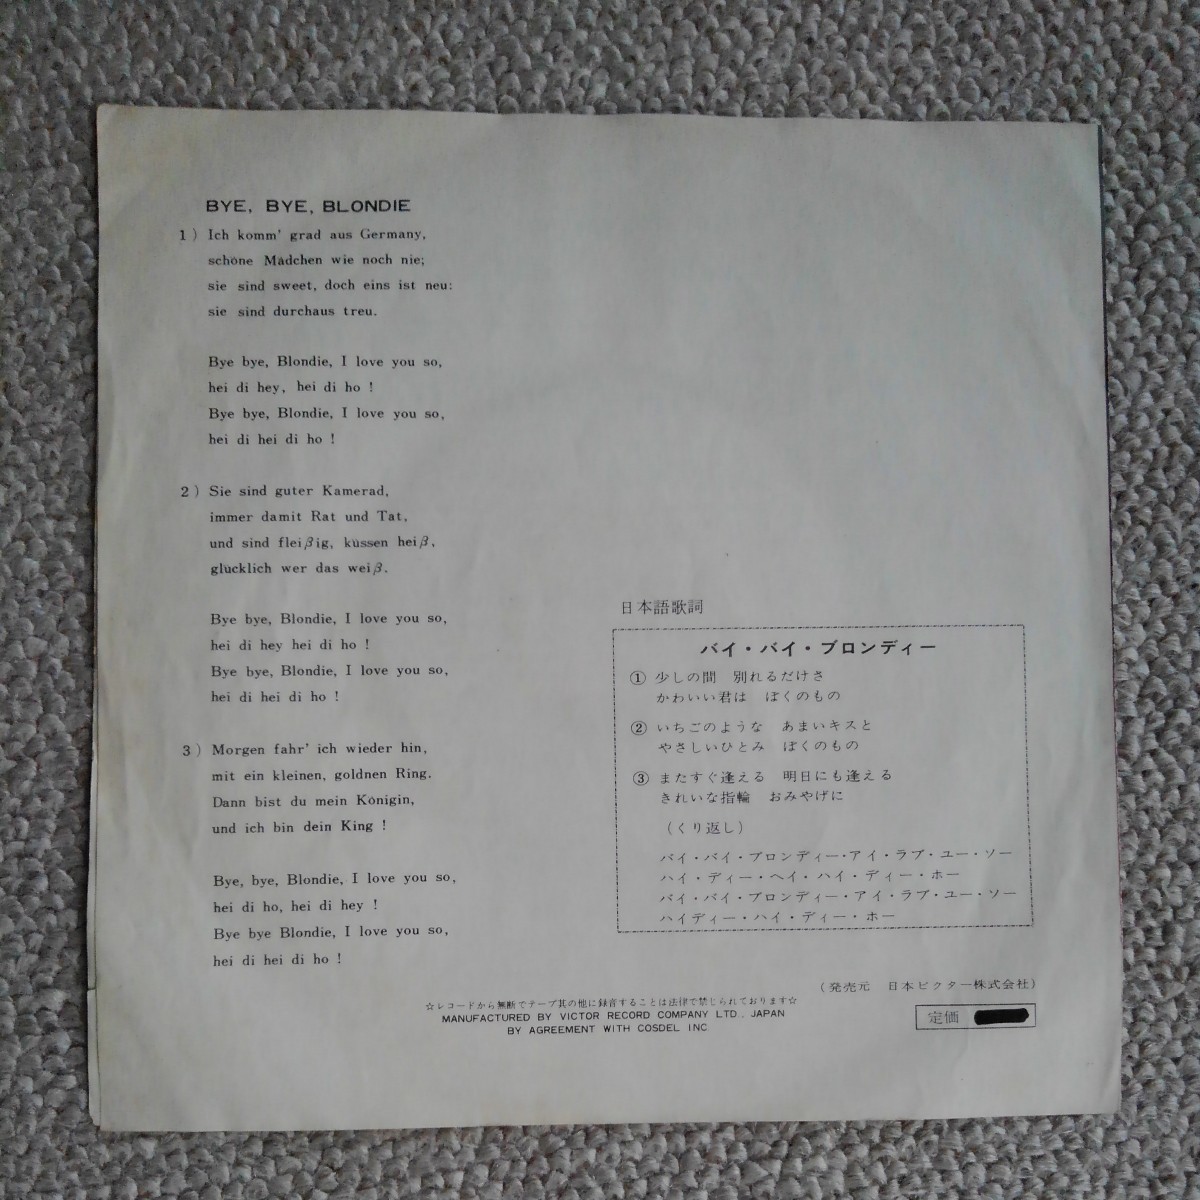 BYE, BYE, BLONDIE
1) Ich komm' grad aus Germany,
schöne Mädchen wie noch nie;
sie sind sweet, doch eins ist neu:
sie sind durchaus treu.
Bye bye, Blondie, I love you so,
hei di hey, hei di ho !
Bye bye, Blondie, I love you so,
hei di hei di ho !
2) Sie sind guter Kamerad,
immer damit Rat und Tat,
und sind fleiβig, küssen heiβ,
glücklich wer das weiβ.
Bye bye, Blondie, I love you so,
hei di hey hei di ho !
Bye bye, Blondie, I love you so,
hei di hei di ho !
3) Morgen fahr' ich wieder hin,
mit ein kleinen, goldnen Ring.
Dann bist du mein Königin,
und ich bin dein King !
Bye, bye, Blondie, I love you so,
hei di ho, hei di hey !
Bye bye Blondie, I love you so,
hei di hei di ho !
日本語歌詞
バイ・バイ・ブロンディー
① 少しの間 別れるだけさ
かわいい君は ぼくのもの
② いちごのような あまいキスと
やさしいひとみ ぼくのもの
③ またすぐ逢える 明日にも逢える
きれいな指輪 おみやげに
(くり返し)
バイ・バイ・ブロンディー・アイ・ラブ・ユー・ソー
ハイ・ディー・ヘイ・ハイ・ディー・ホー
バイ・バイ・ブロンディー・アイ・ラブ・ユー・ソー
ハイディー・ハイ・ディー・ホー
(発売元 日本ビクター株式会社)
☆レコードから無断でテープ其の他に録音することは法律で禁じられております☆
MANUFACTURED BY VICTOR RECORD COMPANY LTD., JAPAN
BY AGREEMENT WITH COSDEL INC.
定価